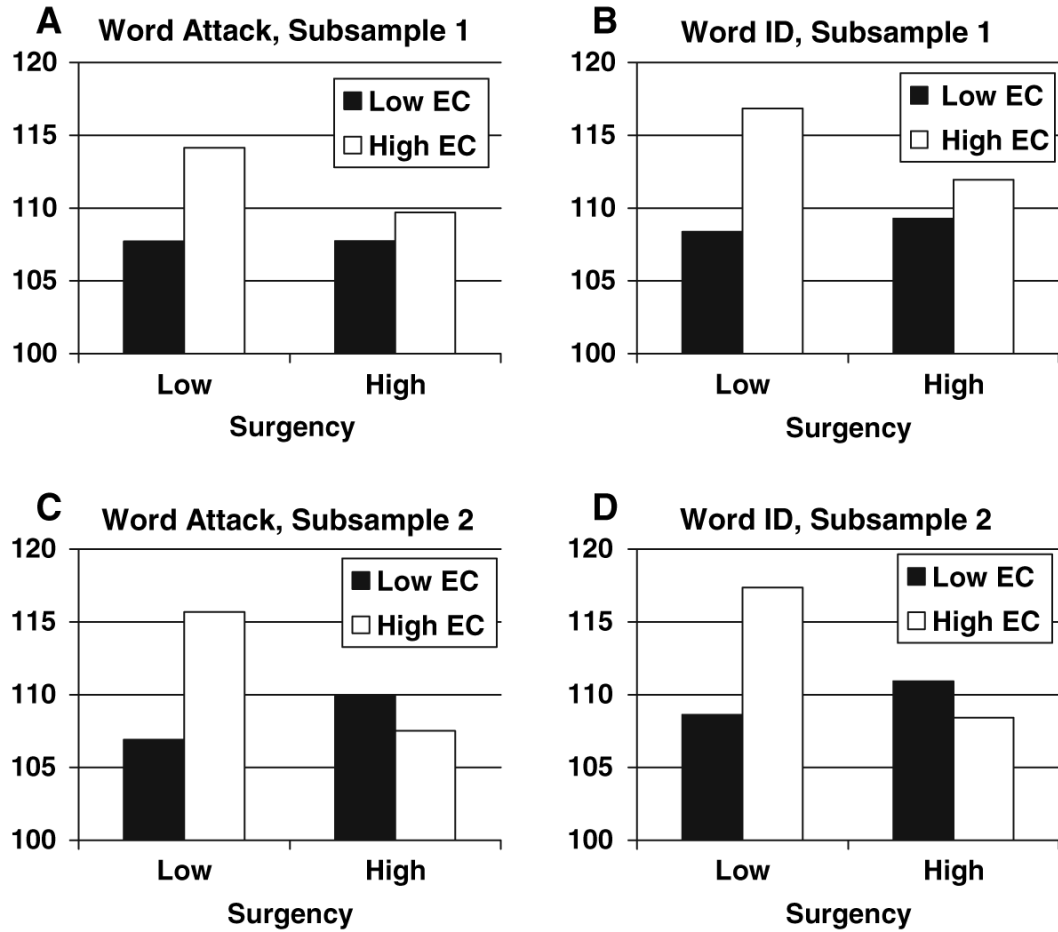 A
Word Attack, Subsample 1
120
115
110
105
100
Low EC
High EC
Low
High
Surgency
B
Word ID, Subsample 1
120
115
110
105
100
Low EC
High EC
Low
High
Surgency
C
Word Attack, Subsample 2
120
115
110
105
100
Low EC
High EC
Low
High
Surgency
D
Word ID, Subsample 2
120
115
110
105
100
Low EC
High EC
Low
High
Surgency